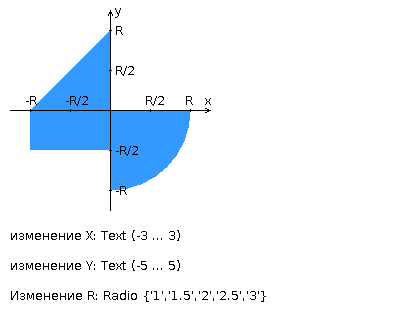 y
R
R/2
-R -R/2 R/2 R x
-R/2
-R
изменение X: Text (-3 ... 3)
изменение Y: Text (-5 ... 5)
Изменение R: Radio {'1','1.5','2','2.5','3'}